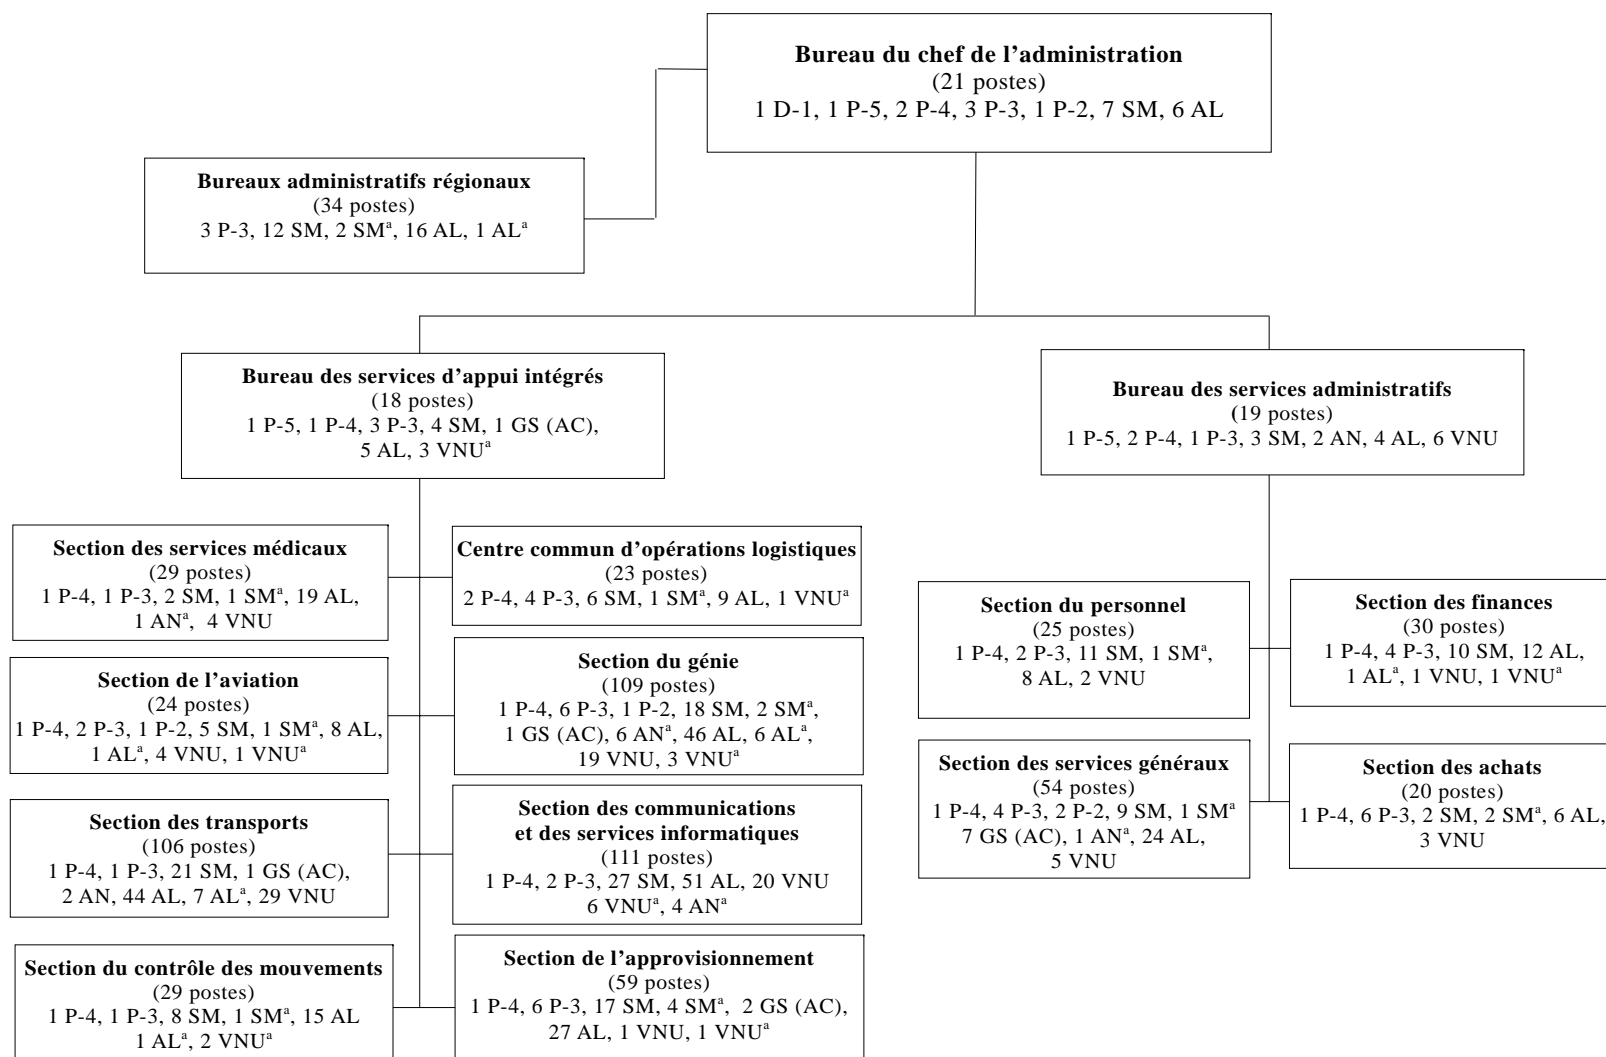 Bureau du chef de l’administration
(21 postes)
1 D-1, 1 P-5, 2 P-4, 3 P-3, 1 P-2, 7 SM, 6 AL
Bureaux administratifs régionaux
(34 postes)
3 P-3, 12 SM, 2 SMᵃ, 16 AL, 1 ALᵃ
Bureau des services d’appui intégrés
(18 postes)
1 P-5, 1 P-4, 3 P-3, 4 SM, 1 GS (AC),
5 AL, 3 VNUᵃ
Bureau des services administratifs
(19 postes)
1 P-5, 2 P-4, 1 P-3, 3 SM, 2 AN, 4 AL, 6 VNU
Section des services médicaux
(29 postes)
1 P-4, 1 P-3, 2 SM, 1 SMᵃ, 19 AL,
1 ANᵃ, 4 VNU
Centre commun d’opérations logistiques
(23 postes)
2 P-4, 4 P-3, 6 SM, 1 SMᵃ, 9 AL, 1 VNUᵃ
Section du personnel
(25 postes)
1 P-4, 2 P-3, 11 SM, 1 SMᵃ,
8 AL, 2 VNU
Section des finances
(30 postes)
1 P-4, 4 P-3, 10 SM, 12 AL,
1 ALᵃ, 1 VNU, 1 VNUᵃ
Section de l’aviation
(24 postes)
1 P-4, 2 P-3, 1 P-2, 5 SM, 1 SMᵃ, 8 AL,
1 ALᵃ, 4 VNU, 1 VNUᵃ
Section du génie
(109 postes)
1 P-4, 6 P-3, 1 P-2, 18 SM, 2 SMᵃ,
1 GS (AC), 6 ANᵃ, 46 AL, 6 ALᵃ,
19 VNU, 3 VNUᵃ
Section des services généraux
(54 postes)
1 P-4, 4 P-3, 2 P-2, 9 SM, 1 SMᵃ
7 GS (AC), 1 ANᵃ, 24 AL,
5 VNU
Section des achats
(20 postes)
1 P-4, 6 P-3, 2 SM, 2 SMᵃ, 6 AL,
3 VNU
Section des transports
(106 postes)
1 P-4, 1 P-3, 21 SM, 1 GS (AC),
2 AN, 44 AL, 7 ALᵃ, 29 VNU
Section des communications
et des services informatiques
(111 postes)
1 P-4, 2 P-3, 27 SM, 51 AL, 20 VNU
6 VNUᵃ, 4 ANᵃ
Section du contrôle des mouvements
(29 postes)
1 P-4, 1 P-3, 8 SM, 1 SMᵃ, 15 AL
1 ALᵃ, 2 VNUᵃ
Section de l’approvisionnement
(59 postes)
1 P-4, 6 P-3, 17 SM, 4 SMᵃ, 2 GS (AC),
27 AL, 1 VNU, 1 VNUᵃ